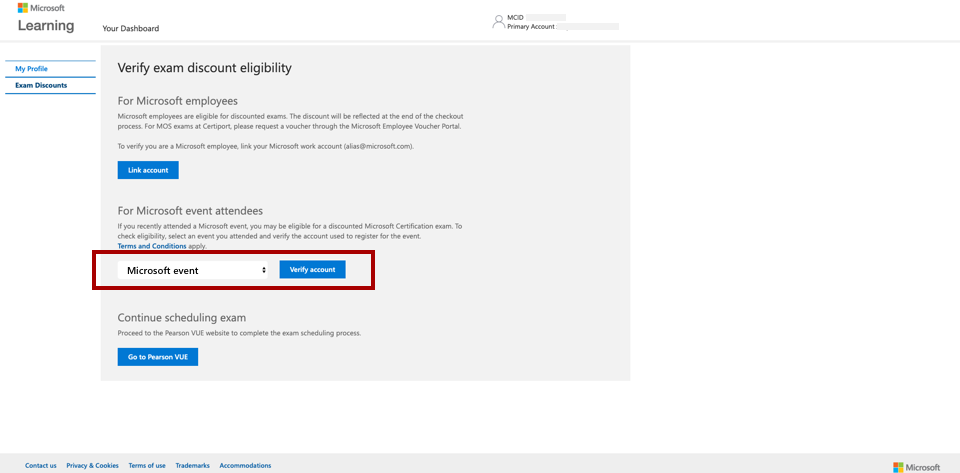 Microsoft
Learning
Your Dashboard
MCID
Primary Account
My Profile
Exam Discounts
Verify exam discount eligibility
For Microsoft employees
Microsoft employees are eligible for discounted exams. The discount will be reflected at the end of the checkout
process. For MOS exams at Certiport, please request a voucher through the Microsoft Employee Voucher Portal.
To verify you are a Microsoft employee, link your Microsoft work account (alias@microsoft.com).
Link account
For Microsoft event attendees
If you recently attended a Microsoft event, you may be eligible for a discounted Microsoft Certification exam. To
check eligibility, select an event you attended and verify the account used to register for the event.
Terms and Conditions apply.
Microsoft event
Verify account
Continue scheduling exam
Proceed to the Pearson VUE website to complete the exam scheduling process.
Go to Pearson VUE
Contact us Privacy & Cookies Terms of use Trademarks Accommodations
Microsoft